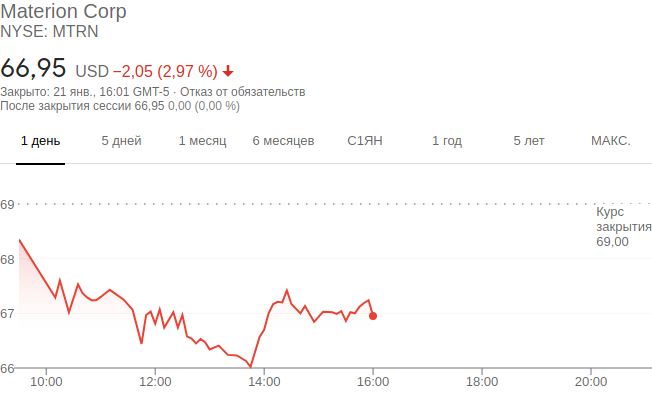 Materion Corp
NYSE: MTRN
66,95 USD −2,05 (2,97 %)
Закрыто: 21 янв., 16:01 GMT-5 · Отказ от обязательств
После закрытия сессии 66,95 0,00 (0,00 %)
1 день 5 дней 1 месяц 6 месяцев С1ЯН 1 год 5 лет МАКС.
69
Курс
закрытия
69,00
68
67
66
10:00 12:00 14:00 16:00 18:00 20:00